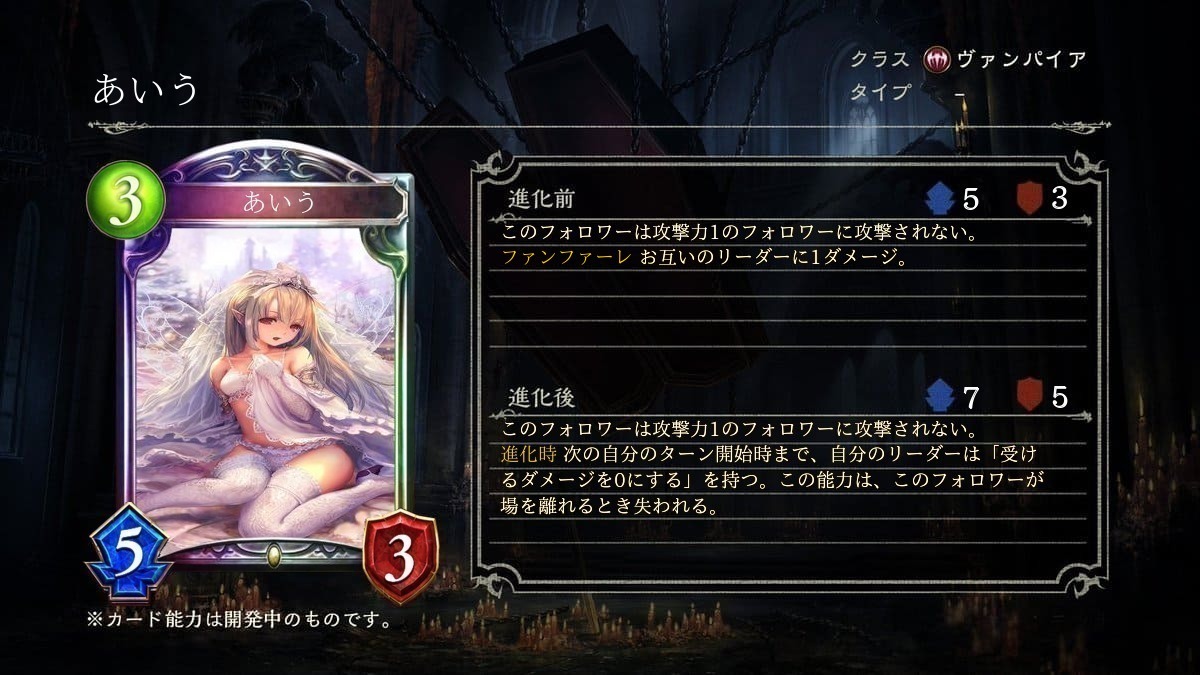 あいう
クラス ヴァンパイア
タイプ -
3
あいう
5
3
※カード能力は開発中のものです。
進化前 5 3
このフォロワーは攻撃力1のフォロワーに攻撃されない。
ファンファーレ お互いのリーダーに1ダメージ。
進化後 7 5
このフォロワーは攻撃力1のフォロワーに攻撃されない。
進化時 次の自分のターン開始時まで、自分のリーダーは「受け
るダメージを0にする」を持つ。この能力は、このフォロワーが
場を離れるとき失われる。